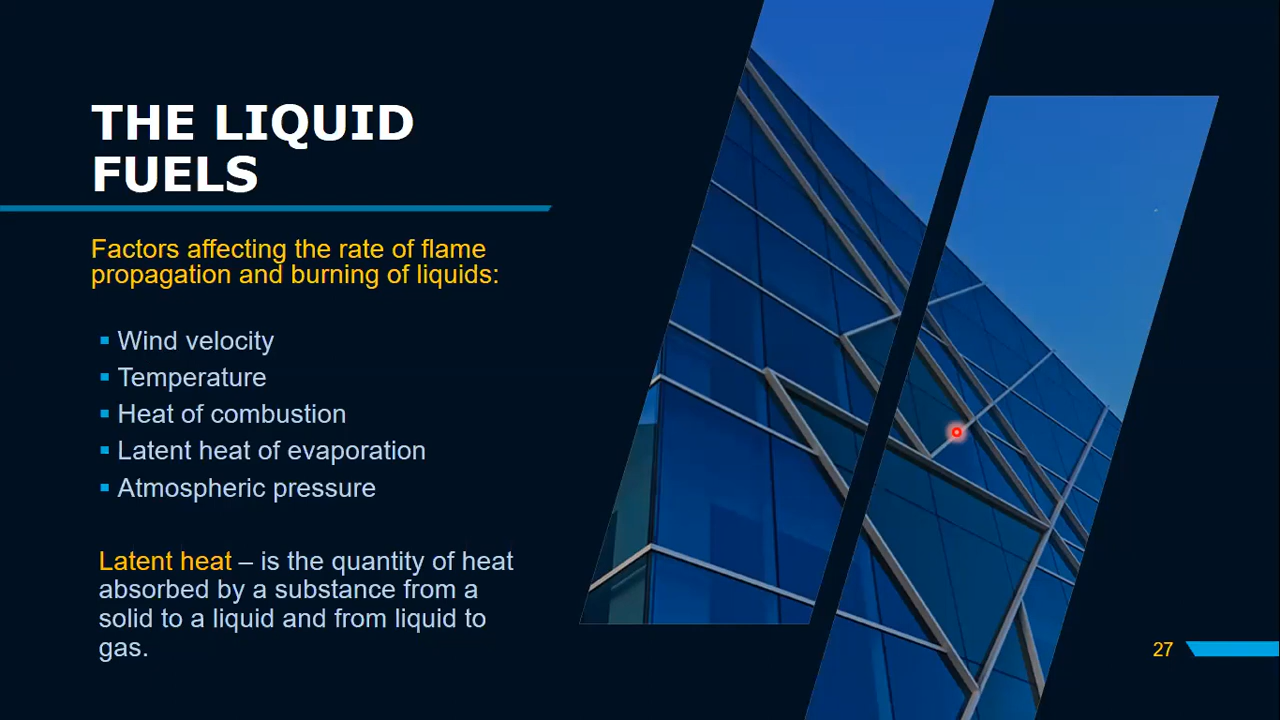 THE LIQUID
FUELS
Factors affecting the rate of flame
propagation and burning of liquids:
▪ Wind velocity
▪ Temperature
▪ Heat of combustion
▪ Latent heat of evaporation
▪ Atmospheric pressure
Latent heat – is the quantity of heat
absorbed by a substance from a
solid to a liquid and from liquid to
gas.
27